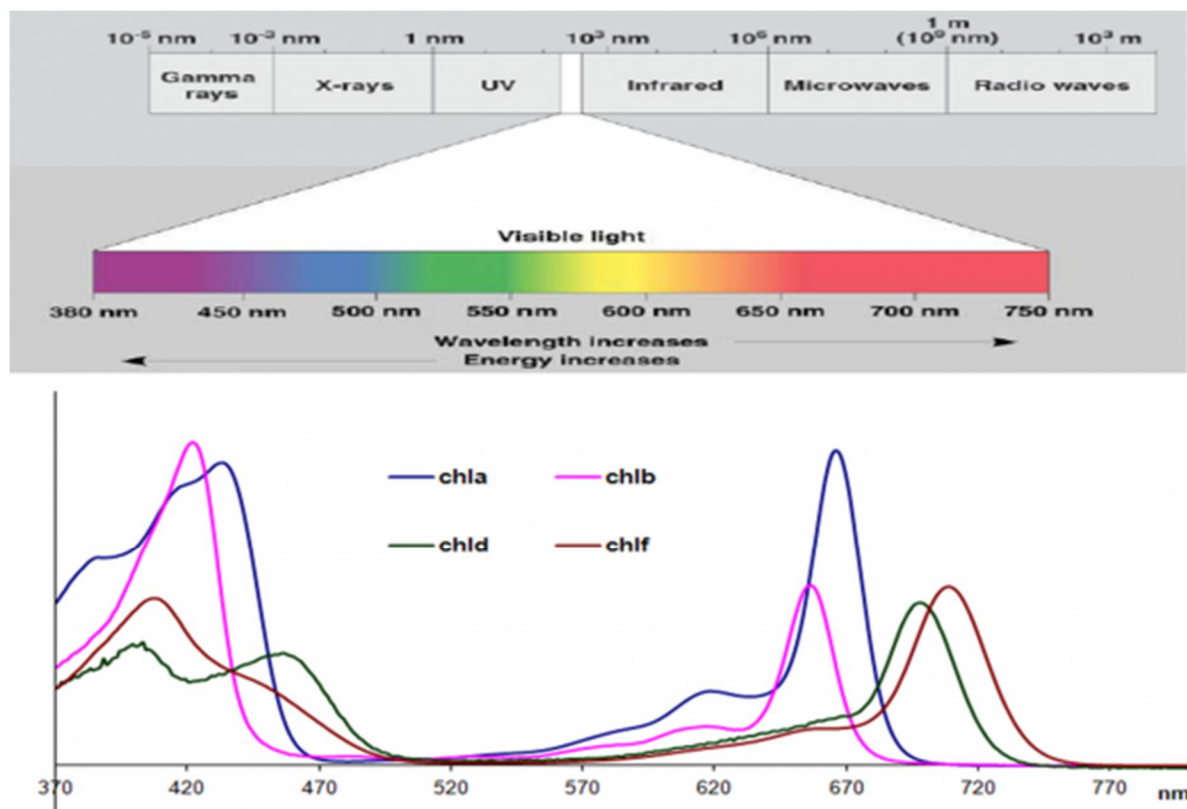 1 m
10⁻⁵ nm 10⁻³ nm 1 nm 10³ nm 10⁶ nm (10⁹ nm) 10³ m
Gamma rays X-rays UV Infrared Microwaves Radio waves
Visible light
380 nm 450 nm 500 nm 550 nm 600 nm 650 nm 700 nm 750 nm
Wavelength increases
Energy increases
chla chlb
chld chlf
370 420 470 520 570 620 670 720 770 nm